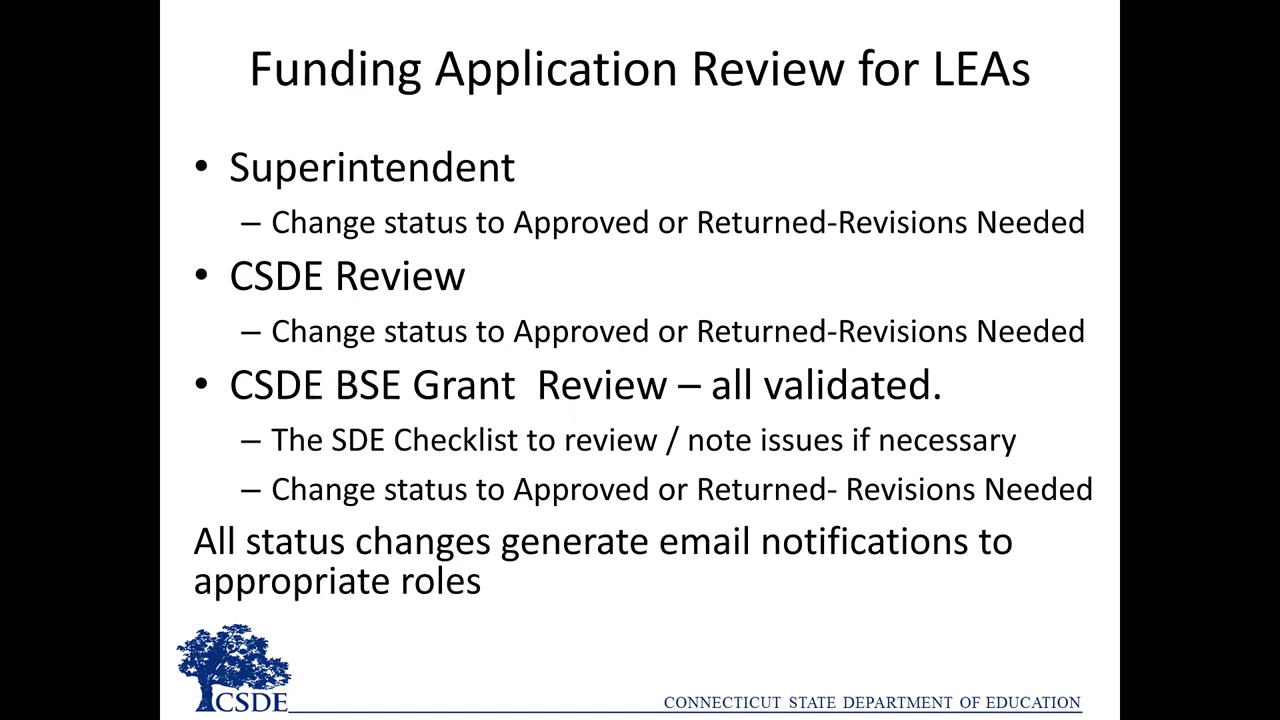 Funding Application Review for LEAs
• Superintendent
– Change status to Approved or Returned-Revisions Needed
• CSDE Review
– Change status to Approved or Returned-Revisions Needed
• CSDE BSE Grant  Review – all validated.
– The SDE Checklist to review / note issues if necessary
– Change status to Approved or Returned- Revisions Needed
All status changes generate email notifications to
appropriate roles
CSDE
CONNECTICUT STATE DEPARTMENT OF EDUCATION